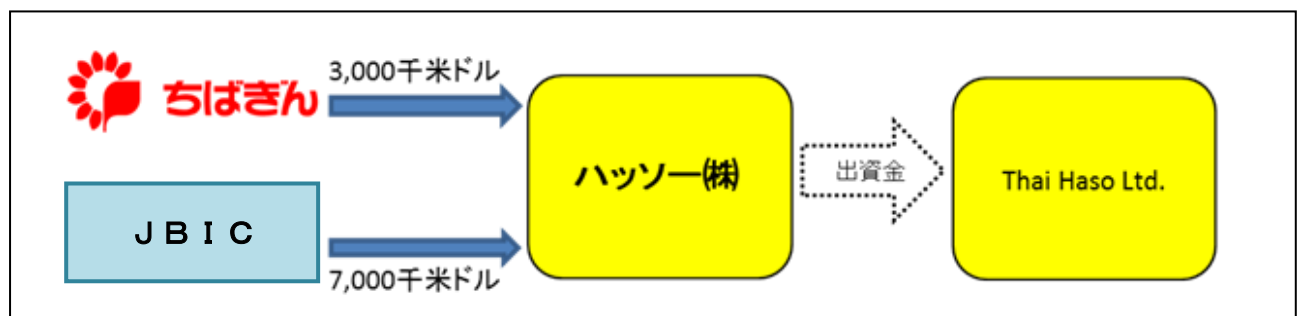 ちばぎん
3,000千米ドル
JBIC
7,000千米ドル
ハッソー㈱
出資金
Thai Haso Ltd.